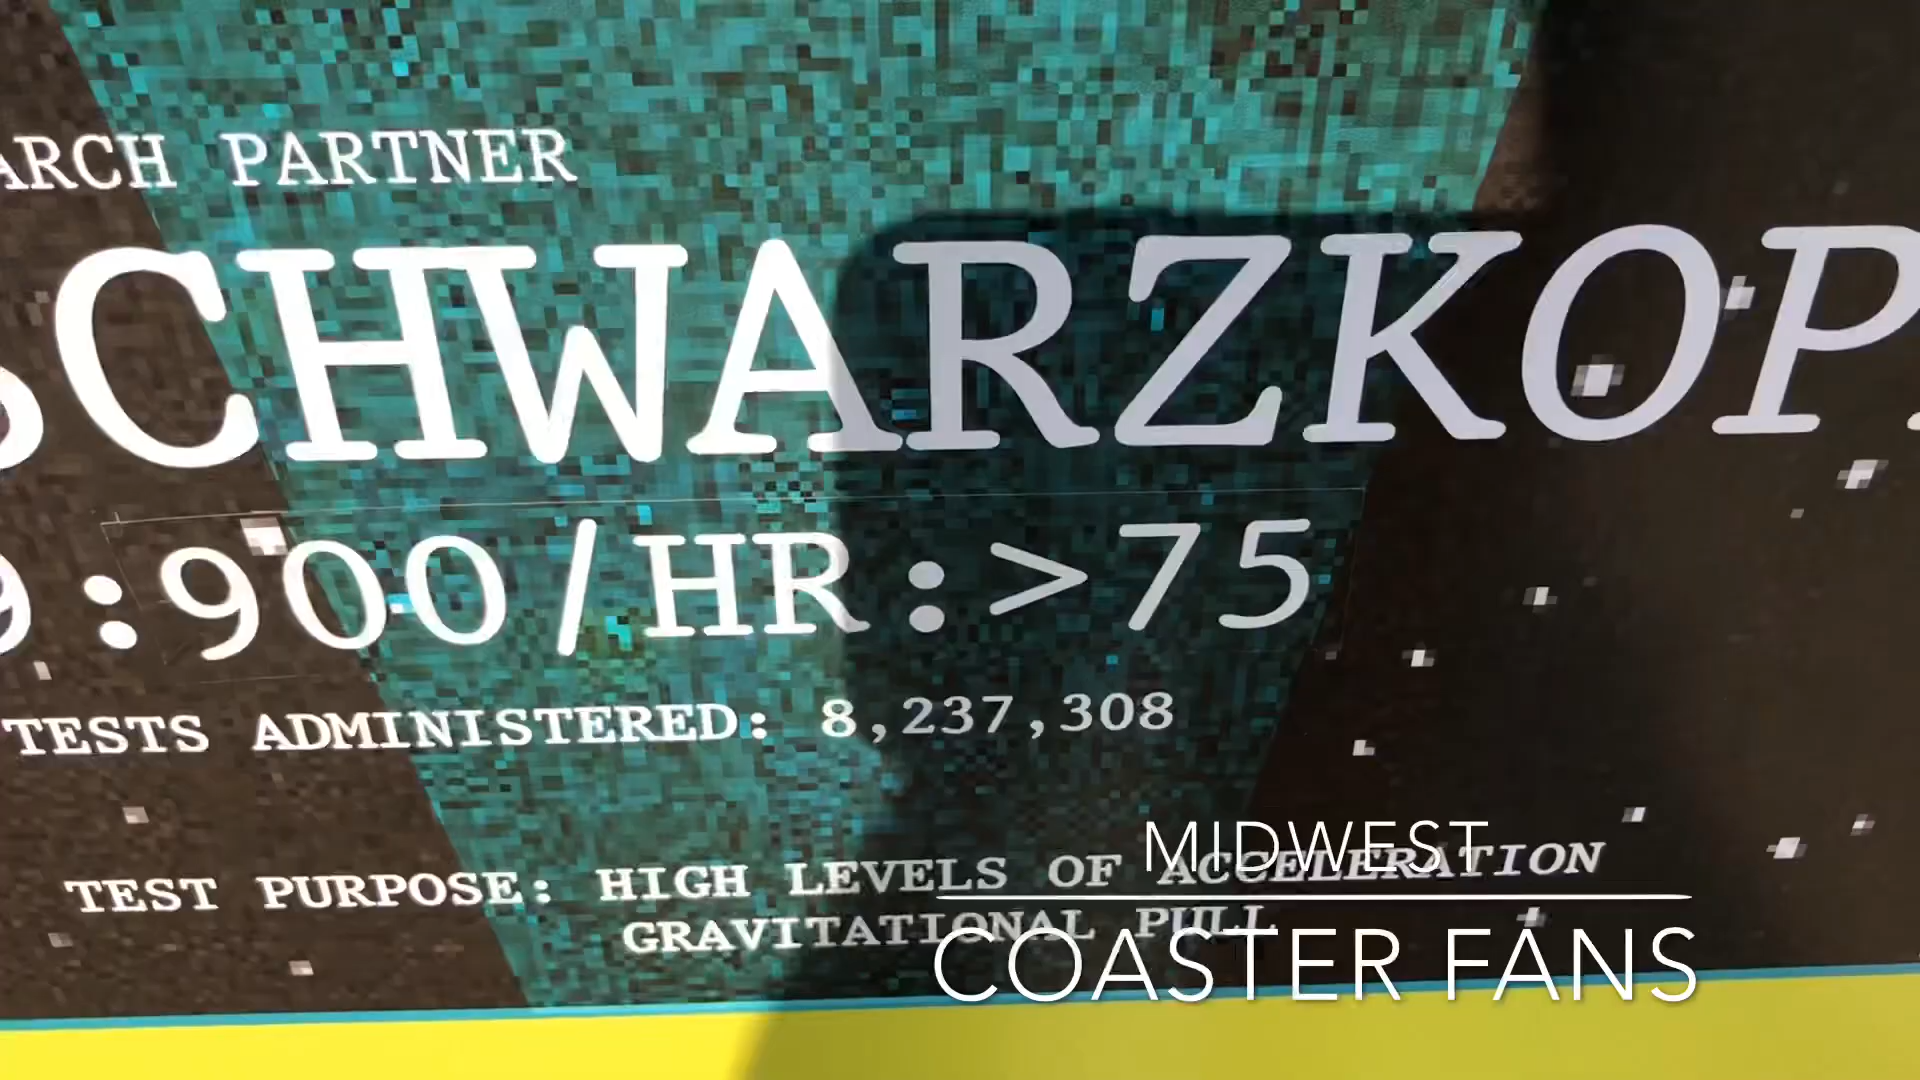 ARCH PARTNER
SCHWARZKOP
9:900/HR:>75
TESTS ADMINISTERED: 8,237,308
TEST PURPOSE: HIGH LEVELS OF ACCELERATION
GRAVITATIONAL PULL
MIDWEST
COASTER FANS